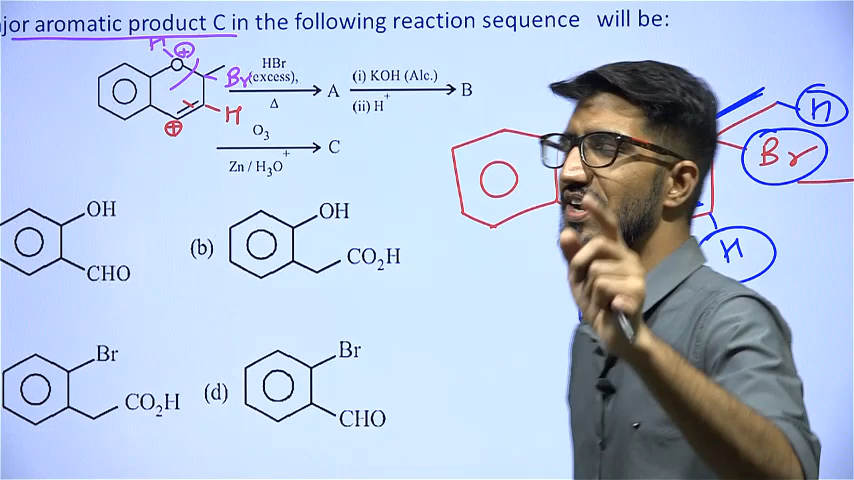 jor aromatic product C in the following reaction sequence will be:
H ⊕
Br
HBr
(excess),
Δ
A
(i) KOH (Alc.)
(ii) H⁺
B
H
⊕
O₃
Zn / H₃O⁺
C
H
Br
H
OH
CHO
(b)
OH
CO₂H
Br
CO₂H
(d)
Br
CHO